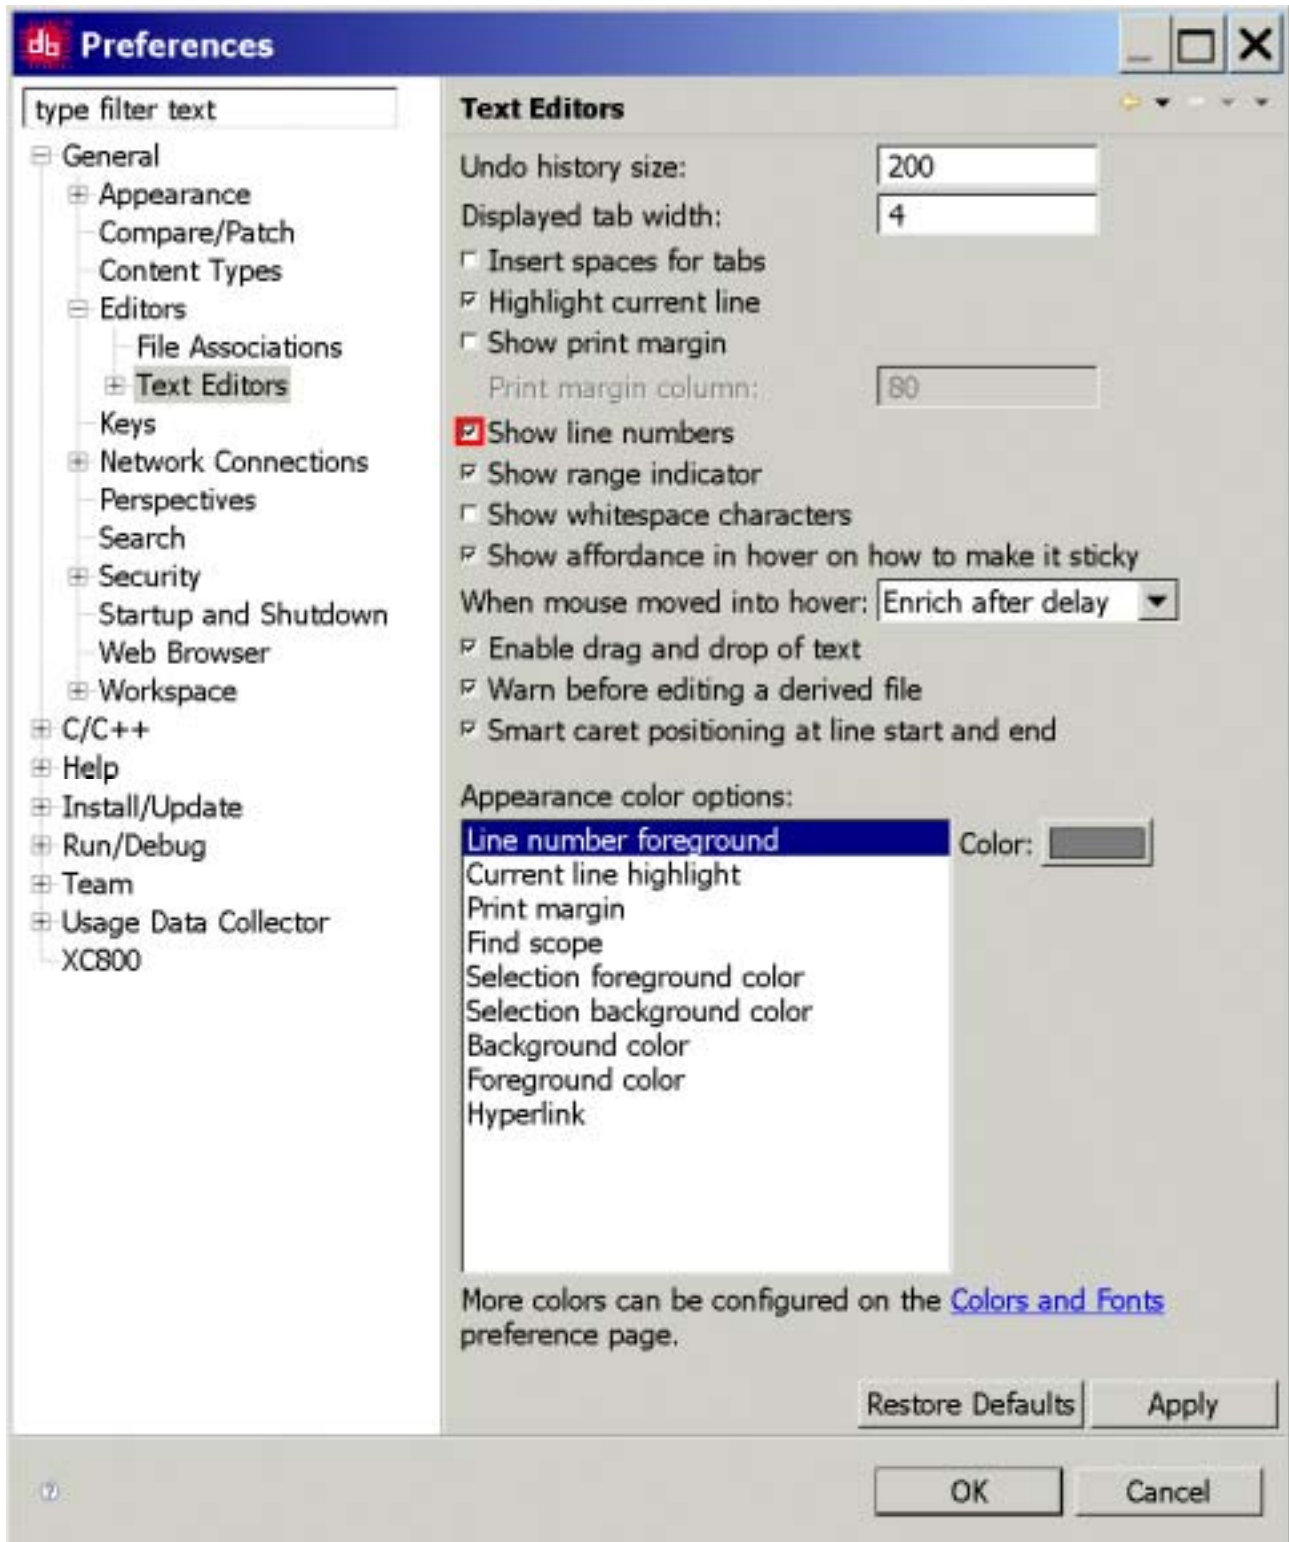 db Preferences
type filter text
General
Appearance
Compare/Patch
Content Types
Editors
File Associations
Text Editors
Keys
Network Connections
Perspectives
Search
Security
Startup and Shutdown
Web Browser
Workspace
C/C++
Help
Install/Update
Run/Debug
Team
Usage Data Collector
XC800
Text Editors
Undo history size: 200
Displayed tab width: 4
Insert spaces for tabs
Highlight current line
Show print margin
Print margin column: 80
Show line numbers
Show range indicator
Show whitespace characters
Show affordance in hover on how to make it sticky
When mouse moved into hover: Enrich after delay
Enable drag and drop of text
Warn before editing a derived file
Smart caret positioning at line start and end
Appearance color options:
Line number foreground
Color:
Current line highlight
Print margin
Find scope
Selection foreground color
Selection background color
Background color
Foreground color
Hyperlink
More colors can be configured on the Colors and Fonts
preference page.
Restore Defaults Apply
? OK Cancel